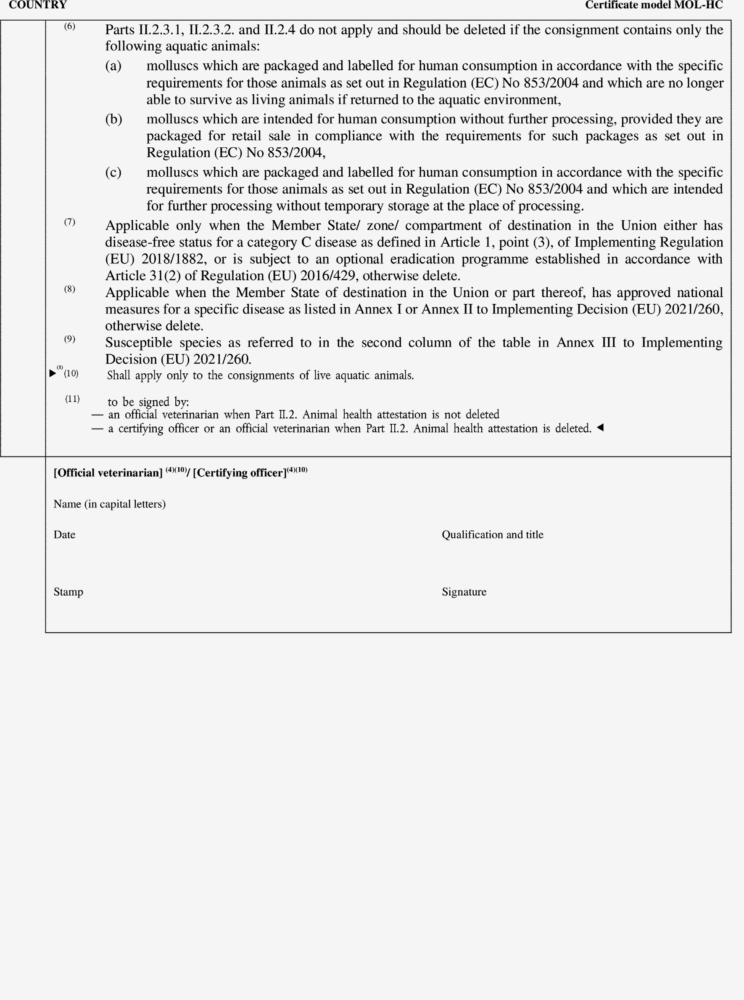 COUNTRY Certificate model MOL-HC
(6) Parts II.2.3.1, II.2.3.2. and II.2.4 do not apply and should be deleted if the consignment contains only the
following aquatic animals:
(a) molluscs which are packaged and labelled for human consumption in accordance with the specific
requirements for those animals as set out in Regulation (EC) No 853/2004 and which are no longer
able to survive as living animals if returned to the aquatic environment,
(b) molluscs which are intended for human consumption without further processing, provided they are
packaged for retail sale in compliance with the requirements for such packages as set out in
Regulation (EC) No 853/2004,
(c) molluscs which are packaged and labelled for human consumption in accordance with the specific
requirements for those animals as set out in Regulation (EC) No 853/2004 and which are intended
for further processing without temporary storage at the place of processing.
(7) Applicable only when the Member State/ zone/ compartment of destination in the Union either has
disease-free status for a category C disease as defined in Article 1, point (3), of Implementing Regulation
(EU) 2018/1882, or is subject to an optional eradication programme established in accordance with
Article 31(2) of Regulation (EU) 2016/429, otherwise delete.
(8) Applicable when the Member State of destination in the Union or part thereof, has approved national
measures for a specific disease as listed in Annex I or Annex II to Implementing Decision (EU) 2021/260,
otherwise delete.
(9) Susceptible species as referred to in the second column of the table in Annex III to Implementing
Decision (EU) 2021/260.
►(1) (10) Shall apply only to the consignments of live aquatic animals.
(11) to be signed by:
— an official veterinarian when Part II.2. Animal health attestation is not deleted
— a certifying officer or an official veterinarian when Part II.2. Animal health attestation is deleted. ◄
[Official veterinarian] (4)(10)/ [Certifying officer](4)(10)
Name (in capital letters)
Date Qualification and title
Stamp Signature